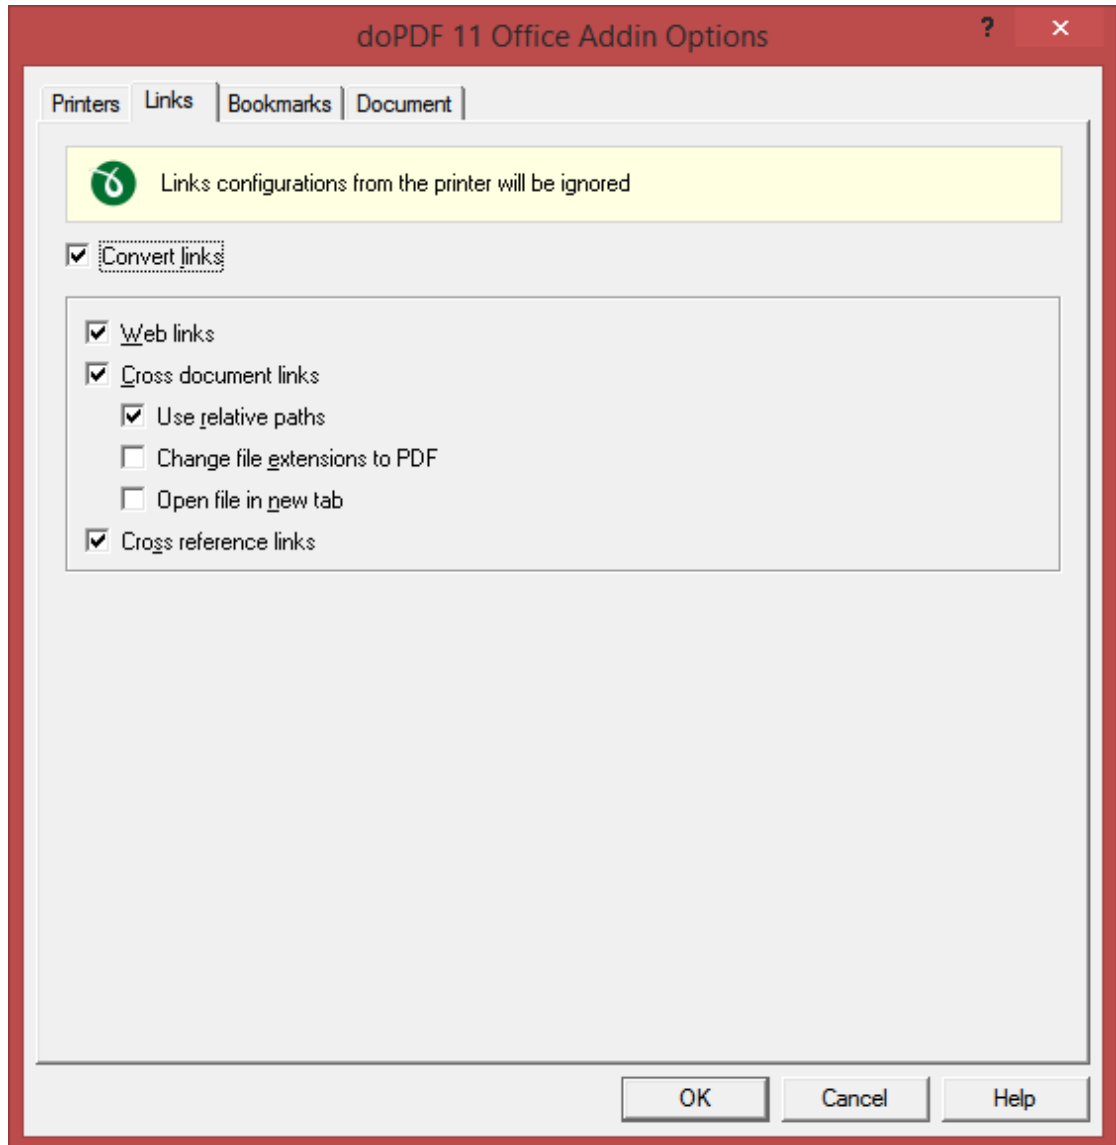 doPDF 11 Office Addin Options
? ×
Printers Links Bookmarks Document
Links configurations from the printer will be ignored
Convert links
Web links
Cross document links
Use relative paths
Change file extensions to PDF
Open file in new tab
Cross reference links
OK Cancel Help